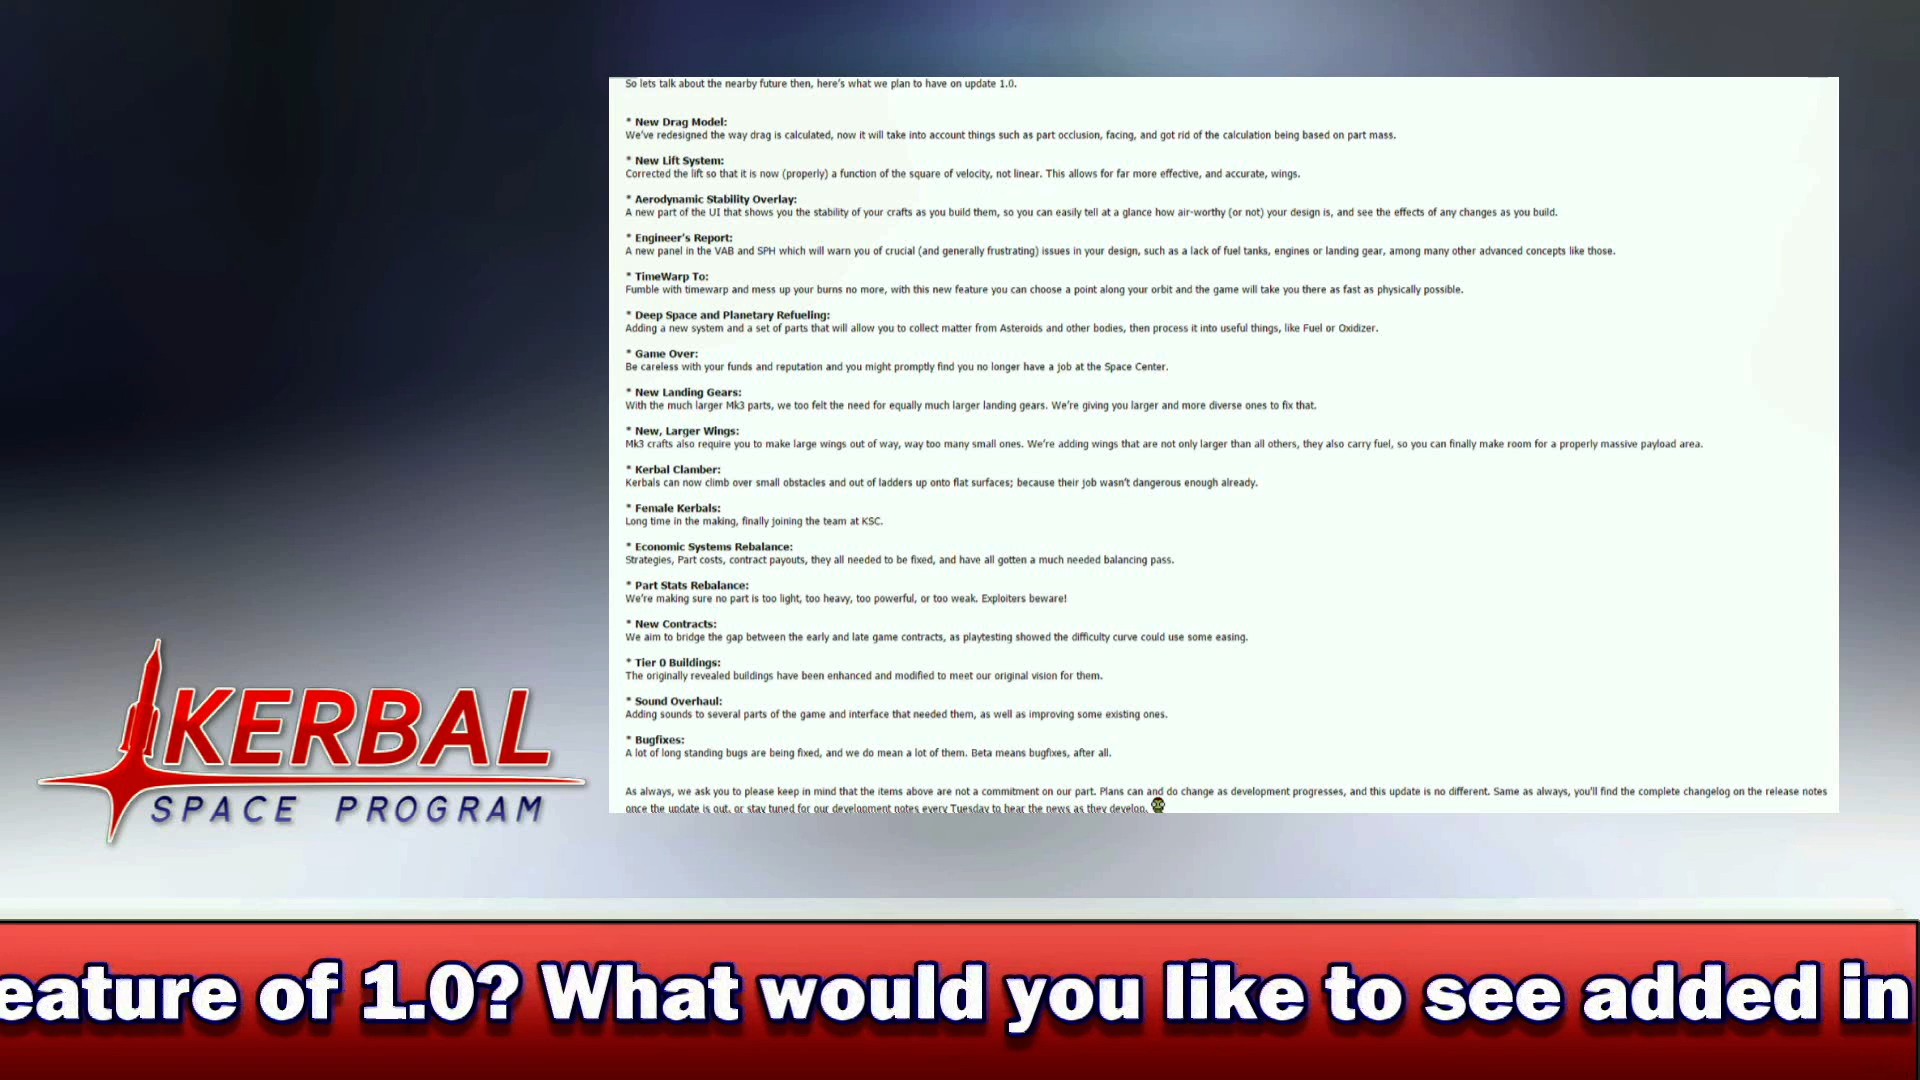 So lets talk about the nearby future then, here's what we plan to have on update 1.0.
* New Drag Model:
We've redesigned the way drag is calculated, now it will take into account things such as part occlusion, facing, and got rid of the calculation being based on part mass.
* New Lift System:
Corrected the lift so that it is now (properly) a function of the square of velocity, not linear. This allows for far more effective, and accurate, wings.
* Aerodynamic Stability Overlay:
A new part of the UI that shows you the stability of your crafts as you build them, so you can easily tell at a glance how air-worthy (or not) your design is, and see the effects of any changes as you build.
* Engineer's Report:
A new panel in the VAB and SPH which will warn you of crucial (and generally frustrating) issues in your design, such as a lack of fuel tanks, engines or landing gear, among many other advanced concepts like those.
* TimeWarp To:
Fumble with timewarp and mess up your burns no more, with this new feature you can choose a point along your orbit and the game will take you there as fast as physically possible.
* Deep Space and Planetary Refueling:
Adding a new system and a set of parts that will allow you to collect matter from Asteroids and other bodies, then process it into useful things, like Fuel or Oxidizer.
* Game Over:
Be careless with your funds and reputation and you might promptly find you no longer have a job at the Space Center.
* New Landing Gears:
With the much larger Mk3 parts, we too felt the need for equally much larger landing gears. We're giving you larger and more diverse ones to fix that.
* New, Larger Wings:
Mk3 crafts also require you to make large wings out of way, way too many small ones. We're adding wings that are not only larger than all others, they also carry fuel, so you can finally make room for a properly massive payload area.
* Kerbal Clamber:
Kerbals can now climb over small obstacles and out of ladders up onto flat surfaces; because their job wasn't dangerous enough already.
* Female Kerbals:
Long time in the making, finally joining the team at KSC.
* Economic Systems Rebalance:
Strategies, Part costs, contract payouts, they all needed to be fixed, and have all gotten a much needed balancing pass.
* Part Stats Rebalance:
We're making sure no part is too light, too heavy, too powerful, or too weak. Exploiters beware!
* New Contracts:
We aim to bridge the gap between the early and late game contracts, as playtesting showed the difficulty curve could use some easing.
* Tier 0 Buildings:
The originally revealed buildings have been enhanced and modified to meet our original vision for them.
* Sound Overhaul:
Adding sounds to several parts of the game and interface that needed them, as well as improving some existing ones.
* Bugfixes:
A lot of long standing bugs are being fixed, and we do mean a lot of them. Beta means bugfixes, after all.
As always, we ask you to please keep in mind that the items above are not a commitment on our part. Plans can and do change as development progresses, and this update is no different. Same as always, you'll find the complete changelog on the release notes
once the update is out, or stay tuned for our development notes every Tuesday to hear the news as they develop.
KERBAL
SPACE PROGRAM
eature of 1.0? What would you like to see added in